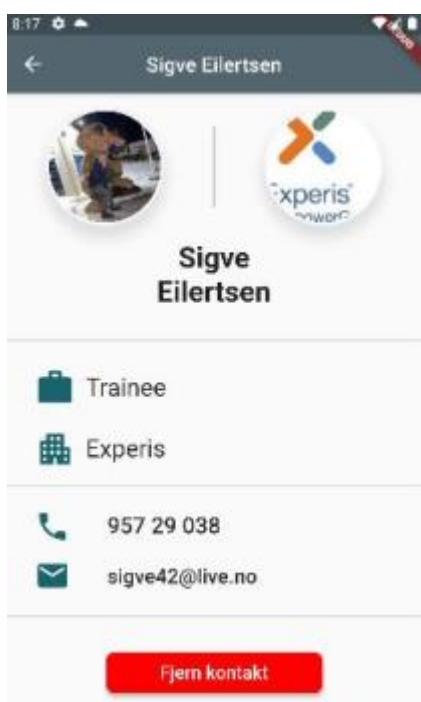 8:17
Sigve Eilertsen
Experis
Sigve
Eilertsen
Trainee
Experis
957 29 038
sigve42@live.no
Fjern kontakt